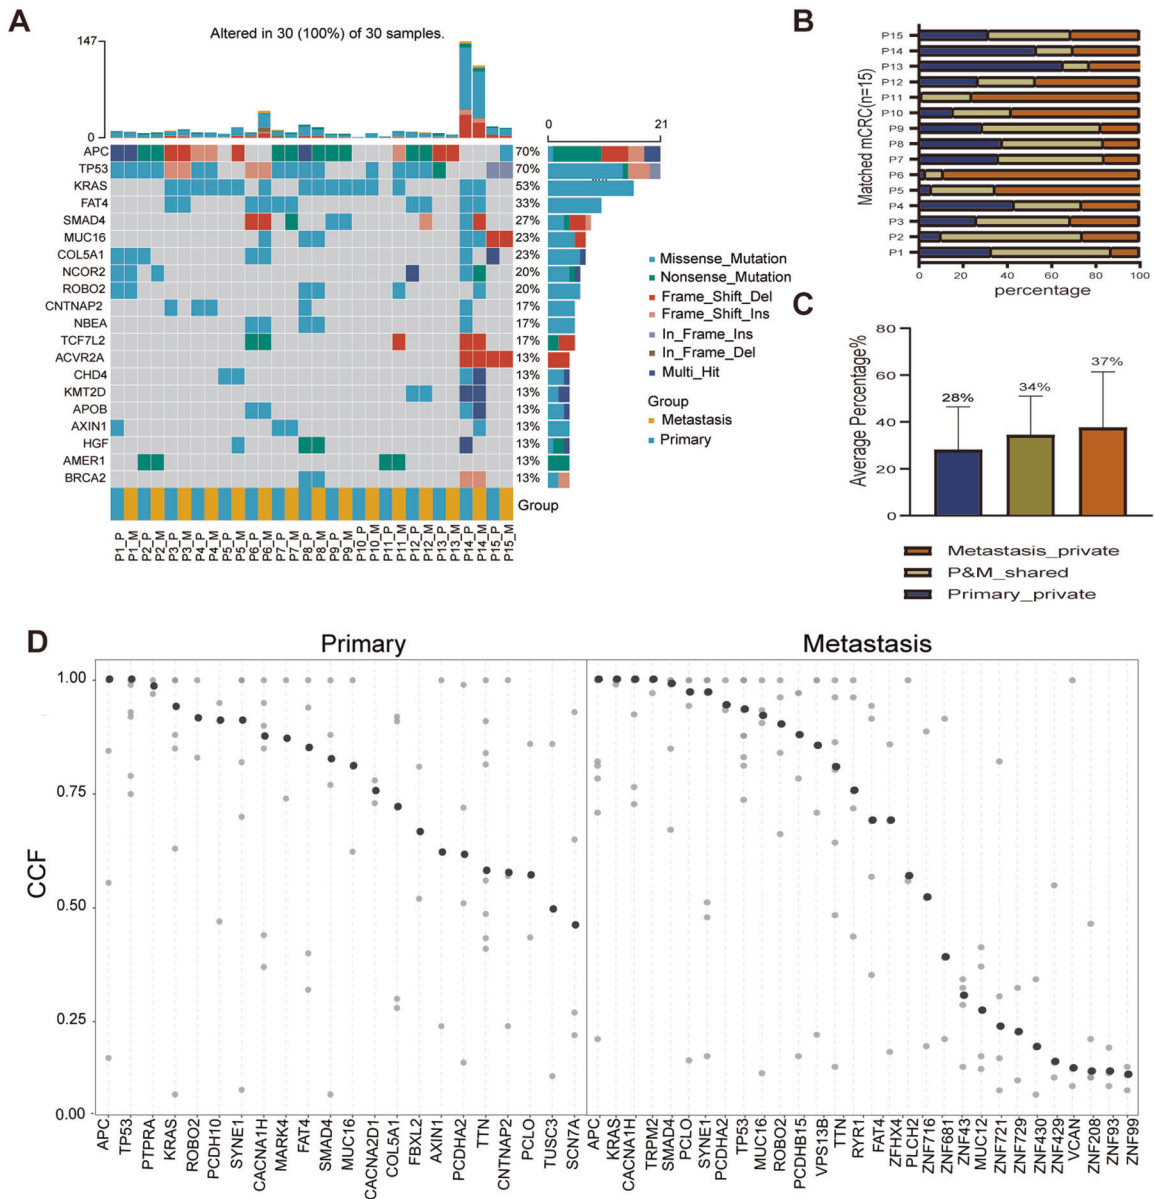 A
Altered in 30 (100%) of 30 samples.
147
0
0
21
APC 70%
TP53 70%
KRAS 53%
FAT4 33%
SMAD4 27%
MUC16 23%
COL5A1 23%
NCOR2 20%
ROBO2 20%
CNTNAP2 17%
NBEA 17%
TCF7L2 17%
ACVR2A 13%
CHD4 13%
KMT2D 13%
APOB 13%
AXIN1 13%
HGF 13%
AMER1 13%
BRCA2 13%
Group
P1_P
P1_M
P2_P
P2_M
P3_P
P3_M
P4_P
P4_M
P5_P
P5_M
P6_P
P6_M
P7_P
P7_M
P8_P
P8_M
P9_P
P9_M
P10_P
P10_M
P11_P
P11_M
P12_P
P12_M
P13_P
P13_M
P14_P
P14_M
P15_P
P15_M
Missense_Mutation
Nonsense_Mutation
Frame_Shift_Del
Frame_Shift_Ins
In_Frame_Ins
In_Frame_Del
Multi_Hit
Group
Metastasis
Primary
B
Matched mCRC(n=15)
P15
P14
P13
P12
P11
P10
P9
P8
P7
P6
P5
P4
P3
P2
P1
0 20 40 60 80 100
percentage
C
Average Percentage%
80
60
40
20
0
28%
34%
37%
Metastasis_private
P&M_shared
Primary_private
D
Primary
Metastasis
CCF
1.00
0.75
0.50
0.25
0.00
APC
TP53
PTPRA
KRAS
ROBO2
PCDH10
SYNE1
CACNA1H
MARK4
FAT4
SMAD4
MUC16
CACNA2D1
COL5A1
FBXL2
AXIN1
PCDHA2
TTN
CNTNAP2
PCLO
TUSC3
SCN7A
APC
KRAS
CACNA1H
TRPM2
SMAD4
PCLO
SYNE1
PCDHA2
TP53
MUC16
ROBO2
PCDHB15
VPS13B
TTN
RYR1
FAT4
ZFHX4
PLCH2
ZNF716
ZNF681
ZNF43
MUC12
ZNF721
ZNF729
ZNF430
ZNF429
VCAN
ZNF208
ZNF93
ZNF99